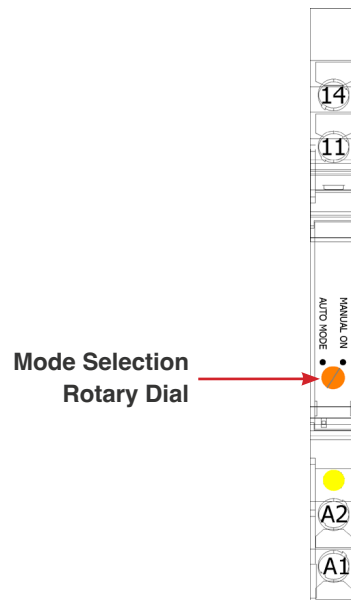 14
11
MANUAL ON
AUTO MODE
Mode Selection
Rotary Dial
A2
A1